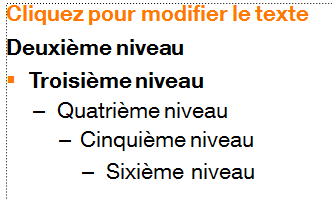 Cliquez pour modifier le texte
Deuxième niveau
▪ Troisième niveau
– Quatrième niveau
– Cinquième niveau
– Sixième niveau